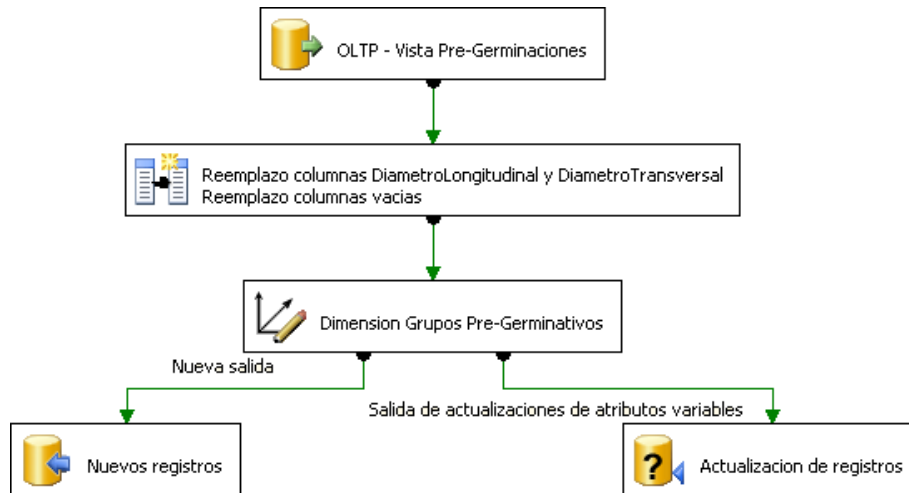 OLTP - Vista Pre-Germinaciones
Reemplazo columnas DiametroLongitudinal y DiametroTransversal
Reemplazo columnas vacias
Dimension Grupos Pre-Germinativos
Nueva salida
Salida de actualizaciones de atributos variables
Nuevos registros
?
Actualizacion de registros